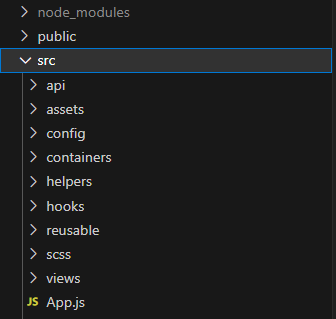 node_modules
public
src
api
assets
config
containers
helpers
hooks
reusable
scss
views
JS App.js